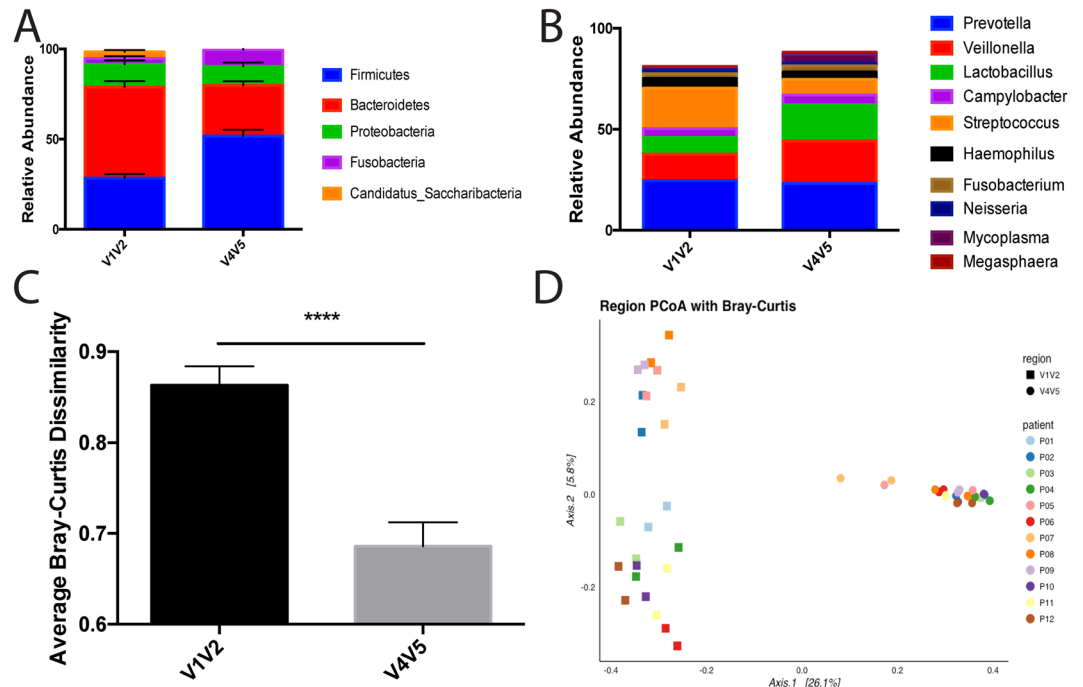 A
100
50
0
Relative Abundance
V1V2
V4V5
Firmicutes
Bacteroidetes
Proteobacteria
Fusobacteria
Candidatus_Saccharibacteria
B
100
50
0
Relative Abundance
V1V2
V4V5
Prevotella
Veillonella
Lactobacillus
Campylobacter
Streptococcus
Haemophilus
Fusobacterium
Neisseria
Mycoplasma
Megasphaera
C
Average Bray-Curtis Dissimilarity
0.9
0.8
0.7
0.6
****
V1V2
V4V5
D
Region PCoA with Bray-Curtis
Axis.2 [5.8%]
0.2
0.0
-0.2
-0.4
-0.2
0.0
0.2
0.4
Axis.1 [26.1%]
region
V1V2
V4V5
patient
P01
P02
P03
P04
P05
P06
P07
P08
P09
P10
P11
P12